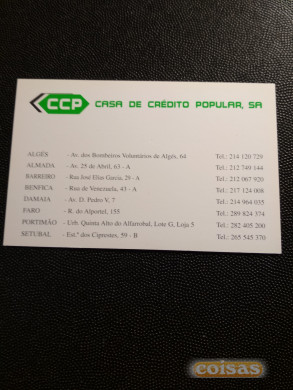 CCP CASA DE CRÉDITO POPULAR, SA
ALGÉS - Av. dos Bombeiros Voluntários de Algés, 64 Tel.: 214 120 729
ALMADA - Av. 25 de Abril, 63 - A Tel.: 212 749 144
BARREIRO - Rua José Elias Garcia, 29 - A Tel.: 212 067 920
BENFICA - Rua de Venezuela, 43 - A Tel.: 217 124 008
DAMAIA - Av. D. Pedro V, 7 Tel.: 214 964 035
FARO - R. do Alportel, 155 Tel.: 289 824 374
PORTIMÃO - Urb. Quinta Alto do Alfarrobal, Lote G, Loja 5 Tel.: 282 405 200
SETUBAL - Estª dos Ciprestes, 59 - B Tel.: 265 545 370
coisas